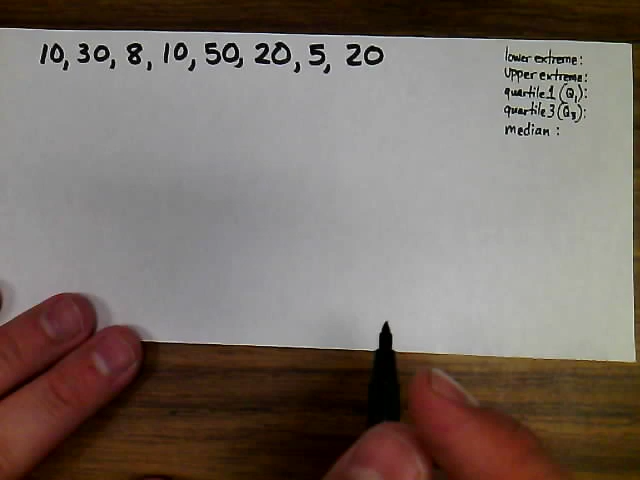 10, 30, 8, 10, 50, 20, 5, 20
lower extreme:
Upper extreme:
quartile 1 (Q₁):
quartile 3 (Q₃):
median :